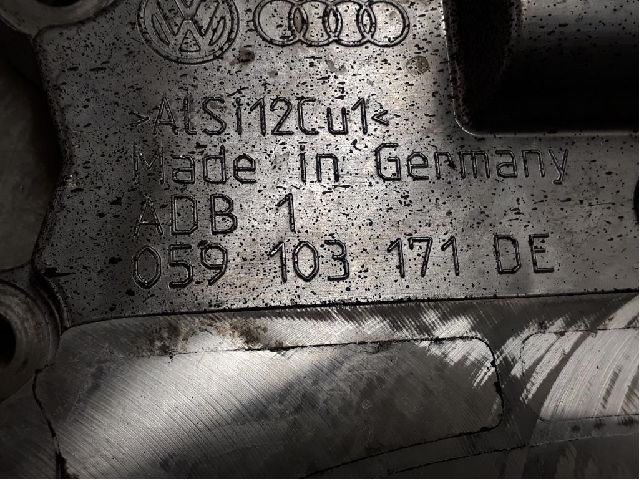 >AlSi12Cu1<
Made in Germany
ADB 1
059 103 171 DE